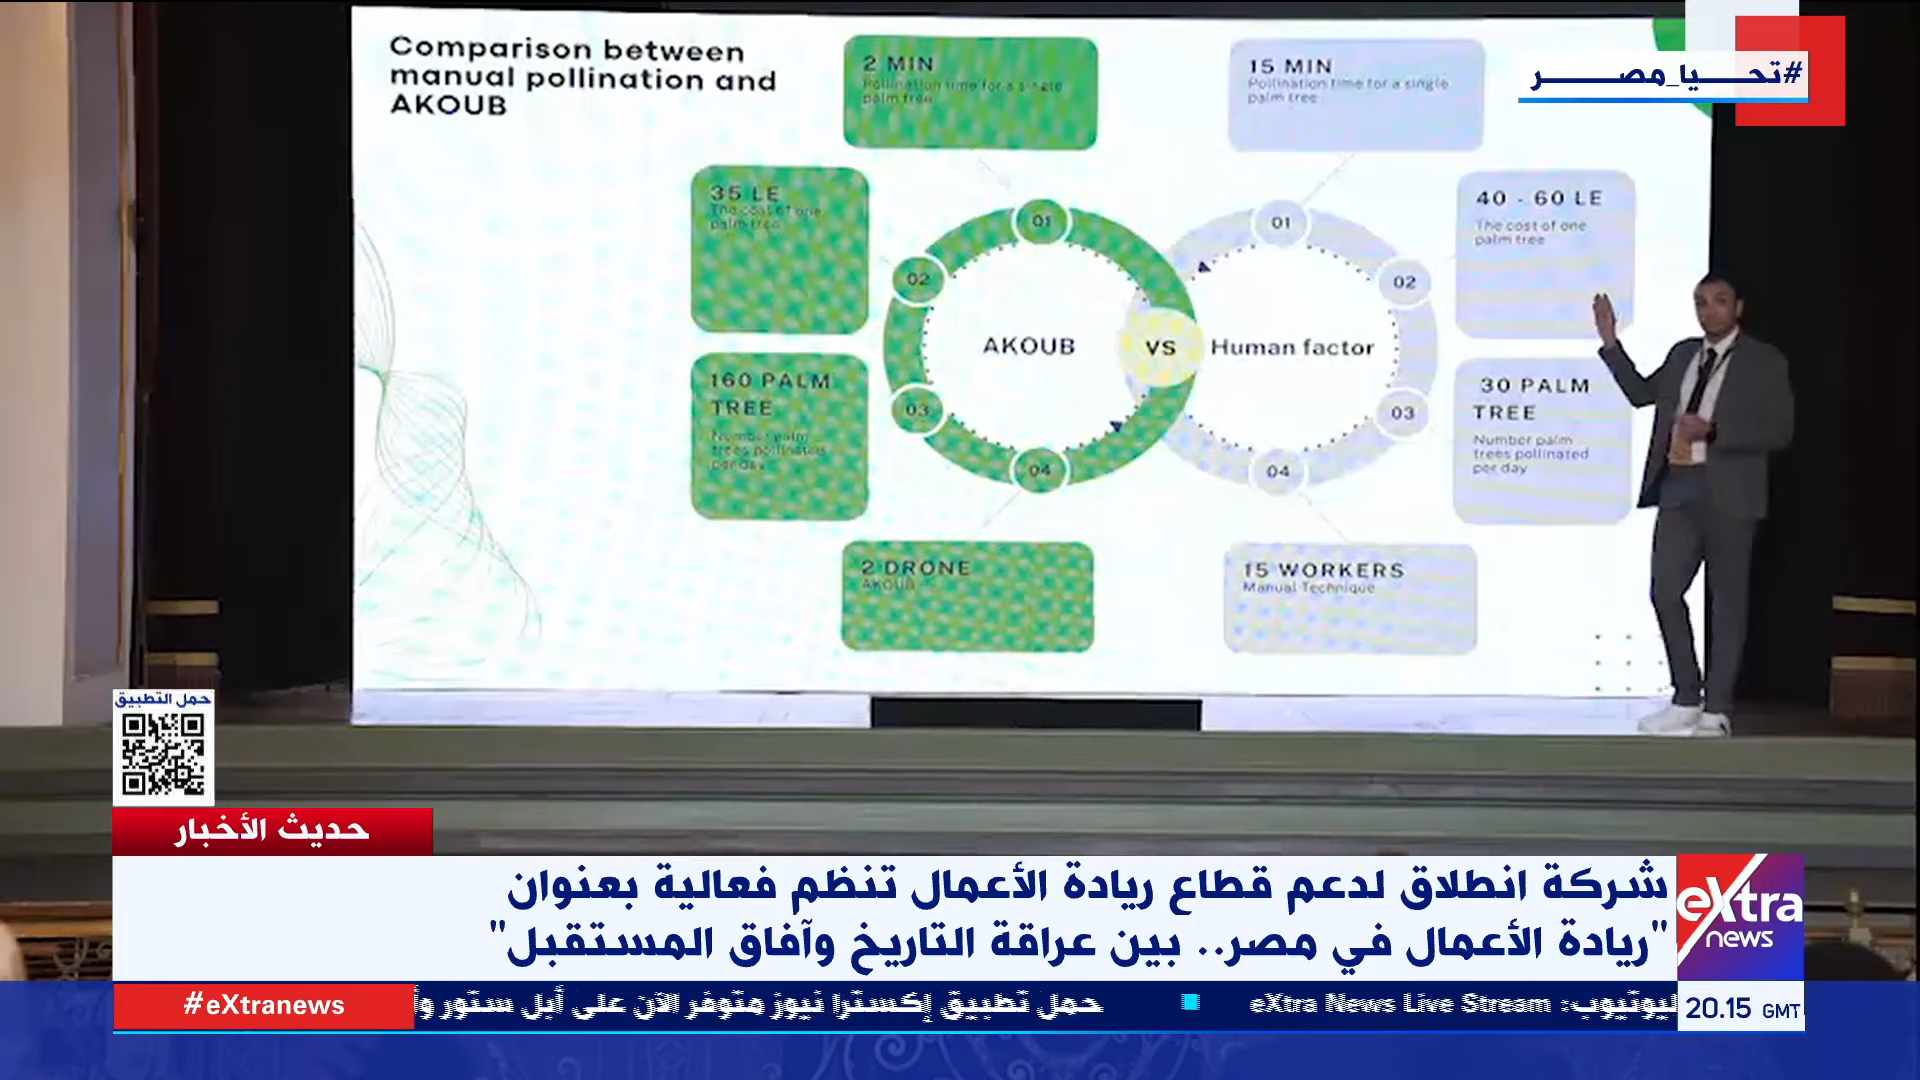 Comparison between
manual pollination and
AKOUB
2 MIN
Pollination time for a single
palm tree
15 MIN
Pollination time for a single
palm tree
#تحيا_مصر
35 LE
The cost of one
palm tree
40 - 60 LE
The cost of one
palm tree
01
02
03
04
AKOUB
VS
Human factor
01
02
03
04
160 PALM
TREE
Number palm
trees pollinatus
per day
30 PALM
TREE
Number palm
trees pollinated
per day
2 DRONE
AKOUB
15 WORKERS
Manual Technique
حمل التطبيق
حديث الأخبار
شركة انطلاق لدعم قطاع ريادة الأعمال تنظم فعالية بعنوان
"ريادة الأعمال في مصر.. بين عراقة التاريخ وآفاق المستقبل"
eXtra
news
#eXtranews
ليوتيوب: eXtra News Live Stream
حمل تطبيق إكسترا نيوز متوفر الآن على أبل ستور وأ
20.15 GMT